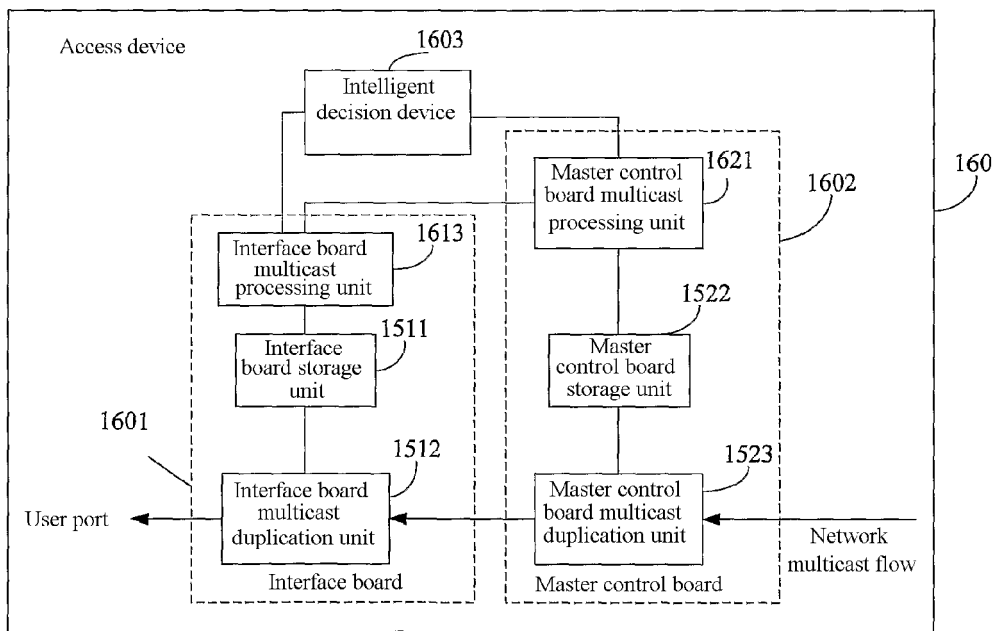 Access device
1603
Intelligent
decision device
160
1621
1602
Master control
board multicast
processing unit
1613
Interface board
multicast
processing unit
1522
1511
Master
control board
storage unit
Interface
board storage
unit
1601
1512
1523
Interface board
multicast
duplication unit
Master control
board multicast
duplication unit
User port
Network
multicast flow
Interface board
Master control board